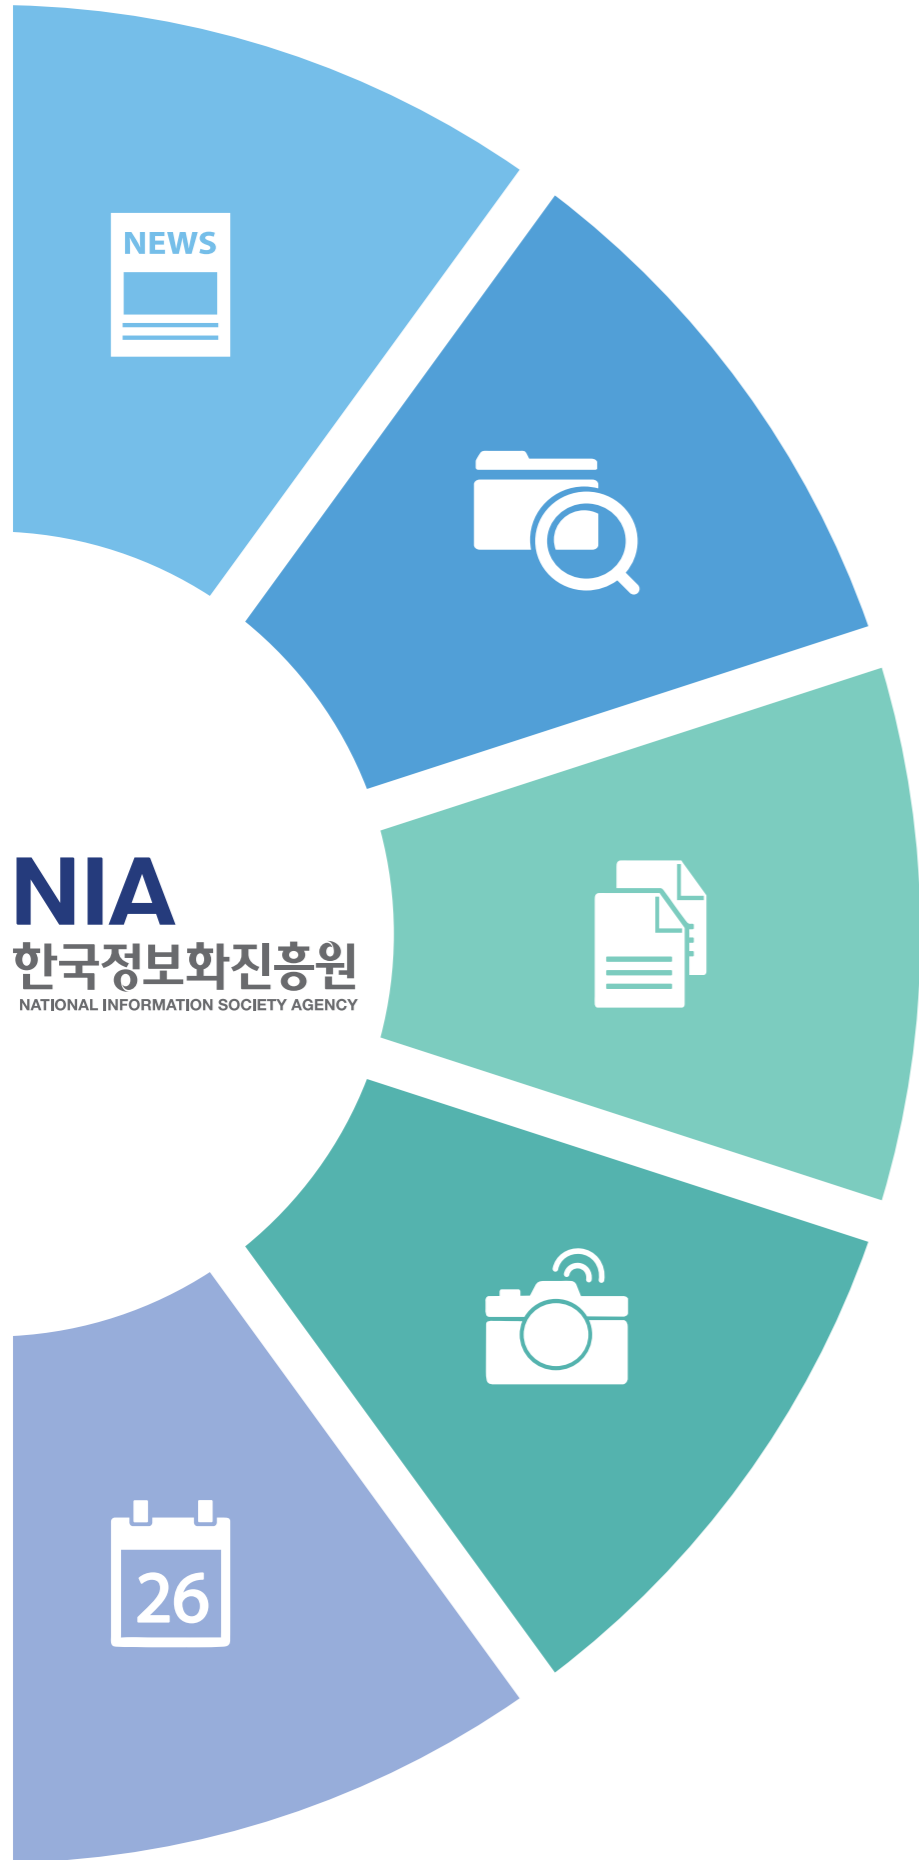 NEWS
NIA
한국정보화진흥원
NATIONAL INFORMATION SOCIETY AGENCY
26